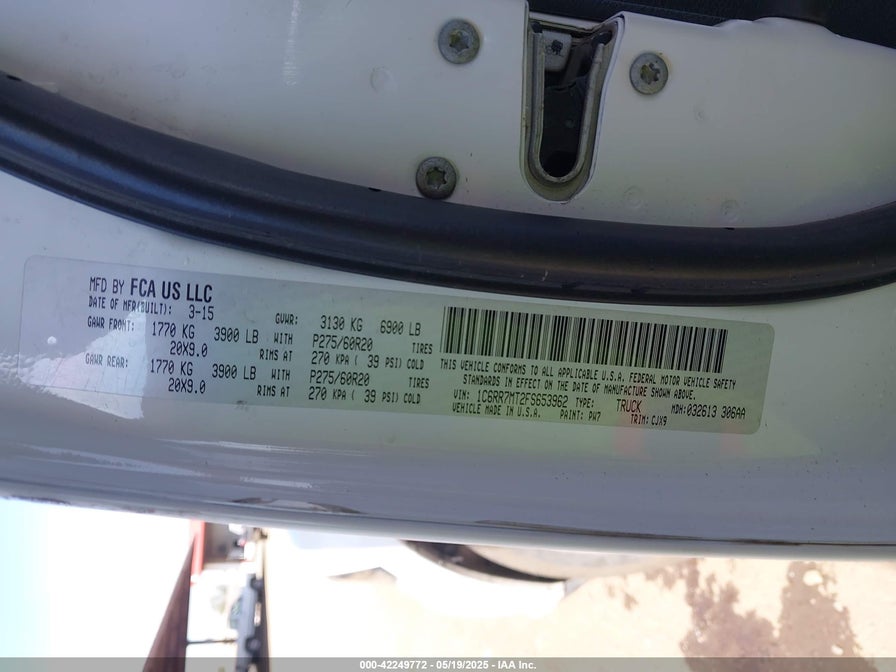 MFD BY FCA US LLC
DATE OF MFR(BUILT): 3-15 GVWR: 3130 KG 6900 LB
GAWR FRONT: 1770 KG 3900 LB WITH P275/60R20 TIRES
20X9.0 RIMS AT 270 KPA ( 39 PSI) COLD
GAWR REAR: 1770 KG 3900 LB WITH P275/60R20 TIRES
20X9.0 RIMS AT 270 KPA ( 39 PSI) COLD
THIS VEHICLE CONFORMS TO ALL APPLICABLE U.S.A. FEDERAL MOTOR VEHICLE SAFETY
STANDARDS IN EFFECT ON THE DATE OF MANUFACTURE SHOWN ABOVE.
VIN: 1C6RR7MT2FS653962 TYPE: TRUCK MDH:032613 306AA
VEHICLE MADE IN U.S.A. PAINT: PW7 TRIM: CJX9
000-42249772 — 05/19/2025 — IAA Inc.